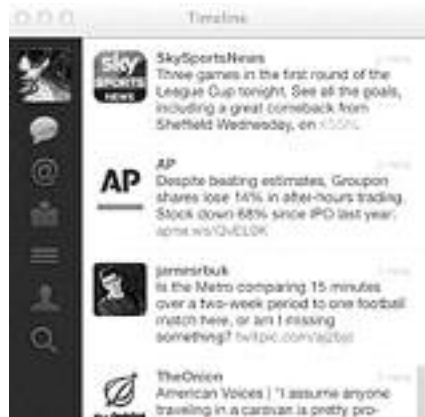 Timeline
sky
SPORTS
NEWS
SkySportsNews
Three games in the first round of the
League Cup tonight. See all the goals,
including a great comeback from
Sheffield Wednesday, on
AP
AP
Despite beating estimates, Groupon
shares lose 14% in after-hours trading.
Stock down 68% since IPO last year:
jamesrbuk
Is the Metro comparing 15 minutes
over a two-week period to one football
match here, or am I missing
something?
TheOnion
American Voices | "I assume anyone
traveling in a caravan is pretty pro-